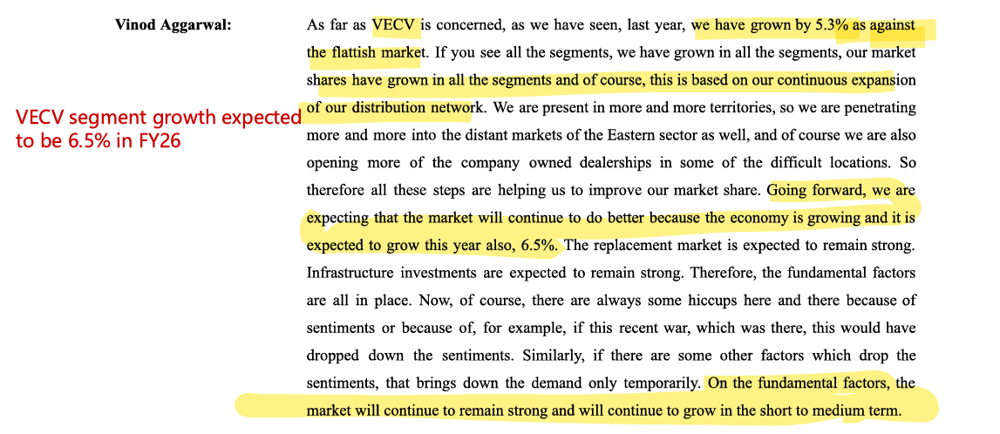 Vinod Aggarwal: As far as VECV is concerned, as we have seen, last year, we have grown by 5.3% as against
the flattish market. If you see all the segments, we have grown in all the segments, our market
shares have grown in all the segments and of course, this is based on our continuous expansion
of our distribution network. We are present in more and more territories, so we are penetrating
more and more into the distant markets of the Eastern sector as well, and of course we are also
opening more of the company owned dealerships in some of the difficult locations. So
therefore all these steps are helping us to improve our market share. Going forward, we are
expecting that the market will continue to do better because the economy is growing and it is
expected to grow this year also, 6.5%. The replacement market is expected to remain strong.
Infrastructure investments are expected to remain strong. Therefore, the fundamental factors
are all in place. Now, of course, there are always some hiccups here and there because of
sentiments or because of, for example, if this recent war, which was there, this would have
dropped down the sentiments. Similarly, if there are some other factors which drop the
sentiments, that brings down the demand only temporarily. On the fundamental factors, the
market will continue to remain strong and will continue to grow in the short to medium term.
VECV segment growth expected
to be 6.5% in FY26